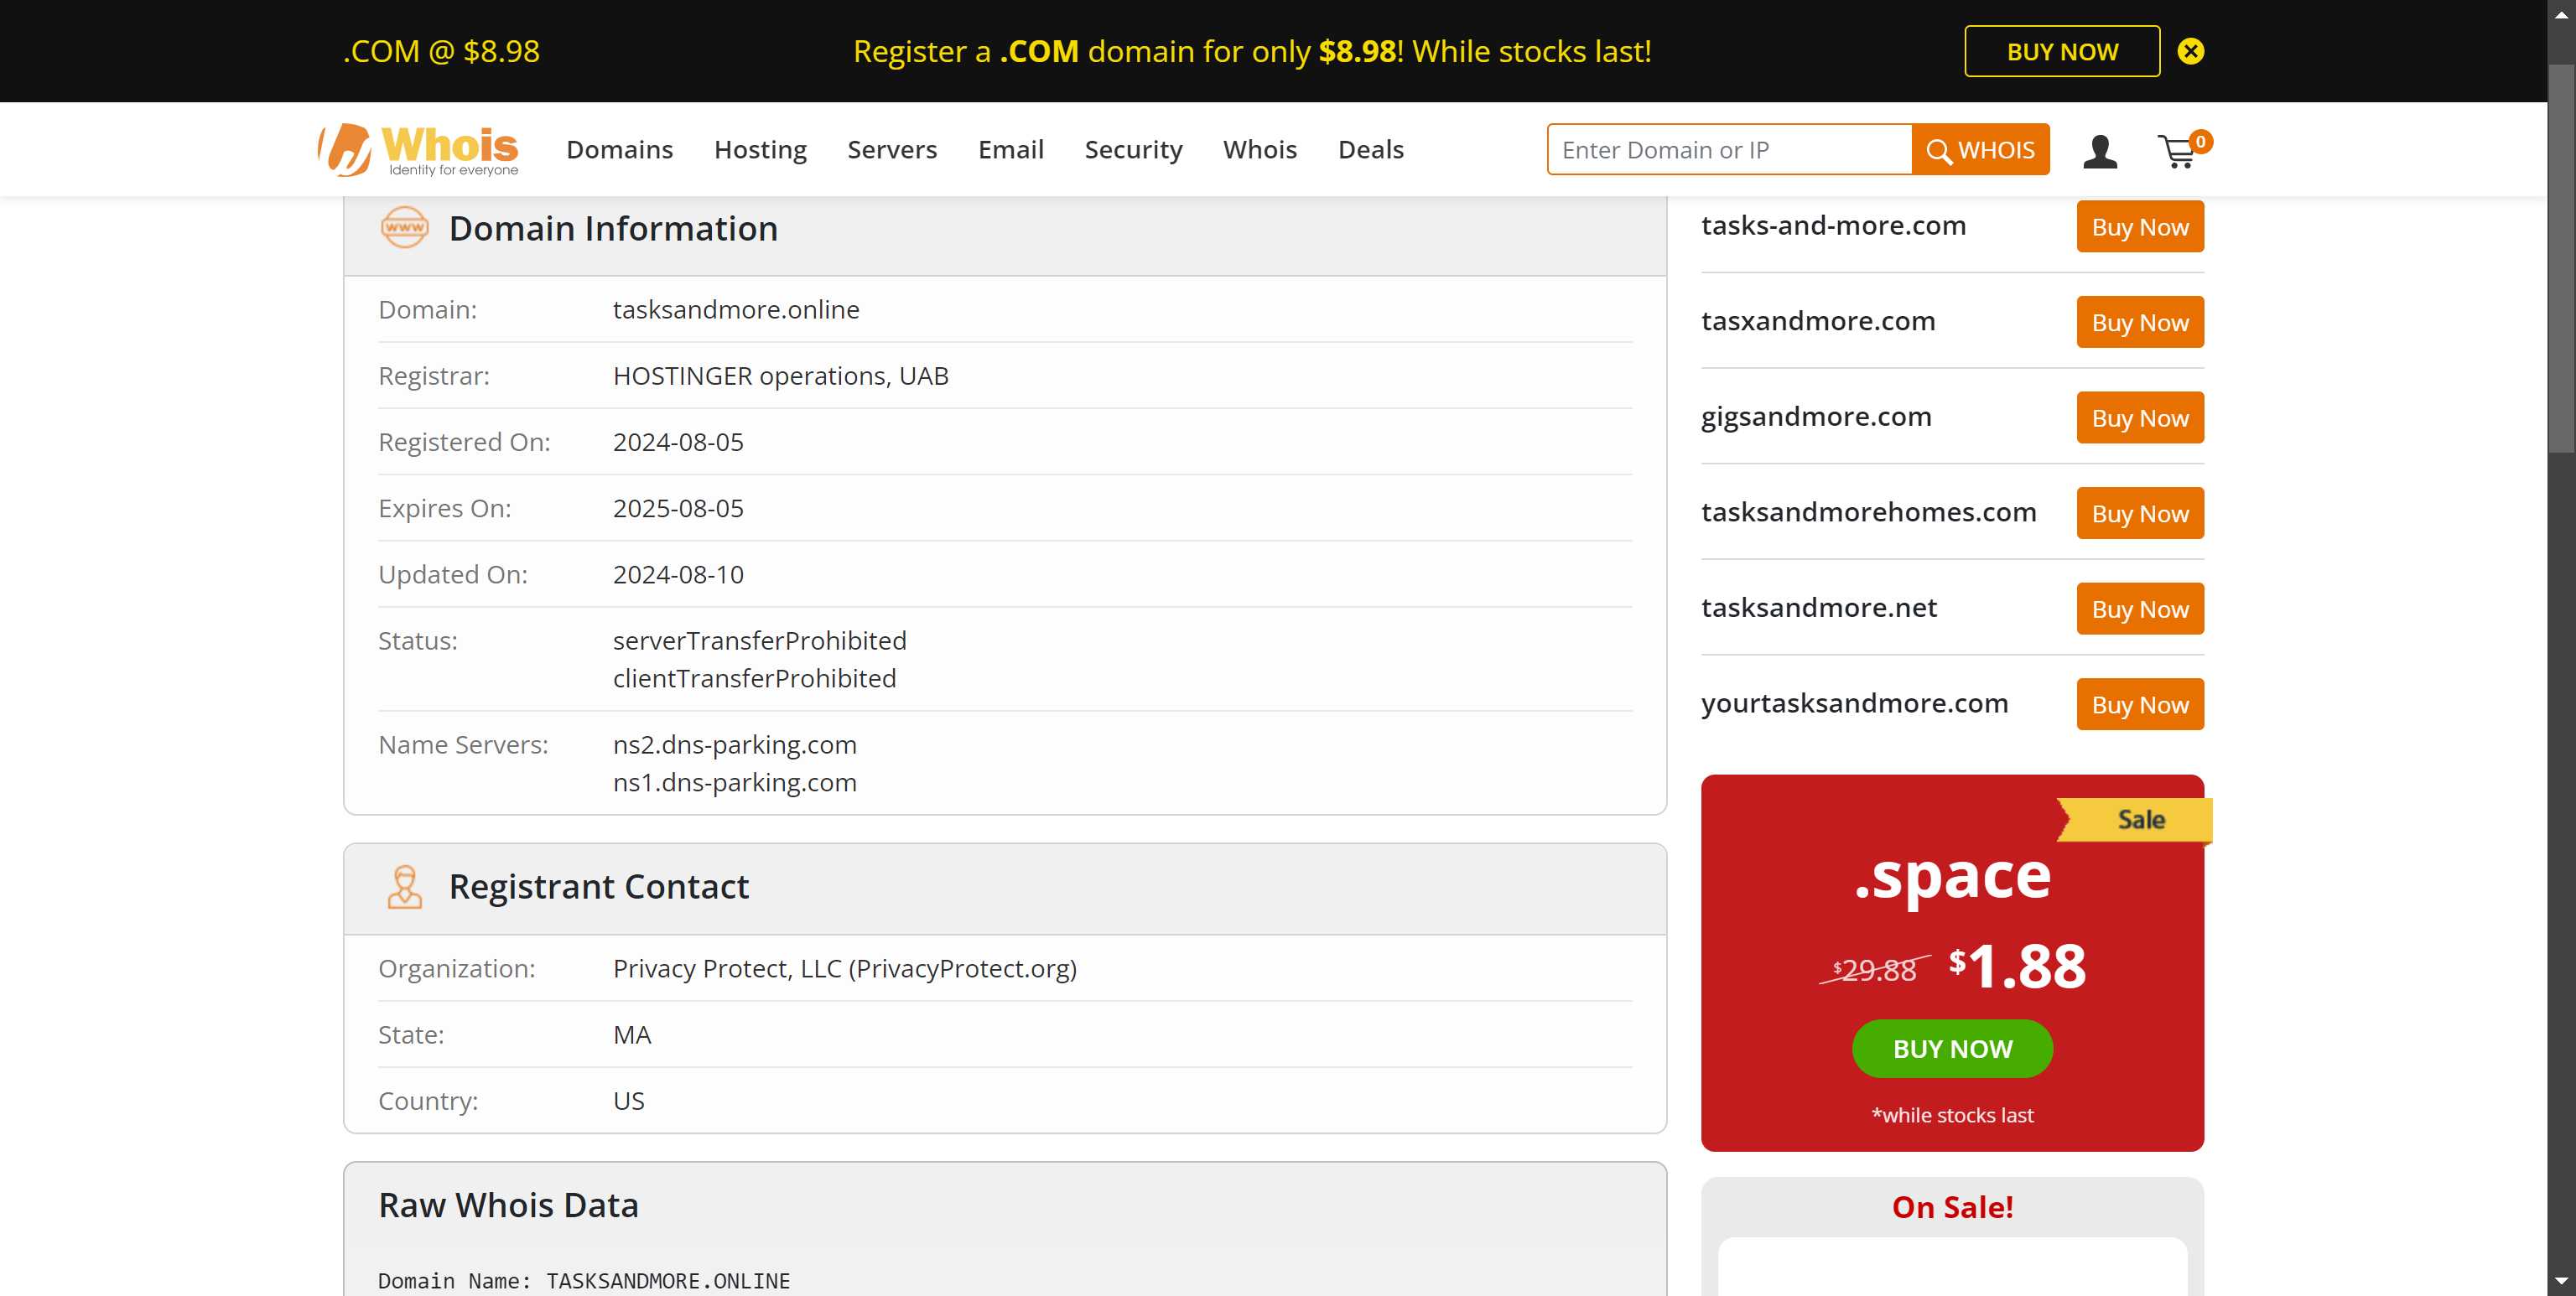 .COM @ $8.98
Register a .COM domain for only $8.98! While stocks last!
BUY NOW
Whois
Identity for everyone
Domains
Hosting
Servers
Email
Security
Whois
Deals
Enter Domain or IP
WHOIS
0
www
Domain Information
Domain: tasksandmore.online
Registrar: HOSTINGER operations, UAB
Registered On: 2024-08-05
Expires On: 2025-08-05
Updated On: 2024-08-10
Status: serverTransferProhibited
clientTransferProhibited
Name Servers: ns2.dns-parking.com
ns1.dns-parking.com
Registrant Contact
Organization: Privacy Protect, LLC (PrivacyProtect.org)
State: MA
Country: US
Raw Whois Data
Domain Name: TASKSANDMORE.ONLINE
tasks-and-more.com Buy Now
tasxandmore.com Buy Now
gigsandmore.com Buy Now
tasksandmorehomes.com Buy Now
tasksandmore.net Buy Now
yourtasksandmore.com Buy Now
Sale
.space
$29.88 $1.88
BUY NOW
*while stocks last
On Sale!